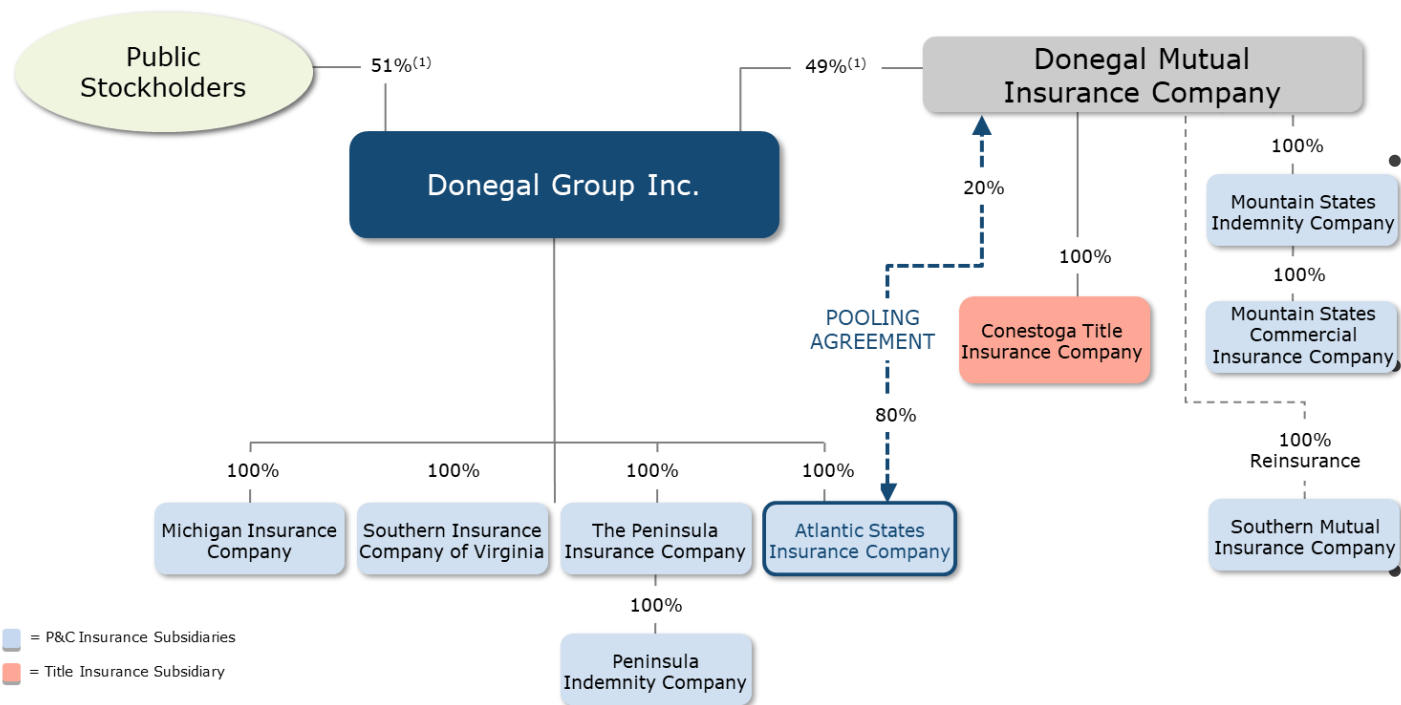 Public
Stockholders
51%(1)
49%(1)
Donegal Mutual
Insurance Company
Donegal Group Inc.
100%
Mountain States
Indemnity Company
100%
Mountain States
Commercial
Insurance Company
20%
POOLING
AGREEMENT
80%
100%
Conestoga Title
Insurance Company
100%
Reinsurance
Southern Mutual
Insurance Company
100%
100%
100%
100%
Michigan Insurance
Company
Southern Insurance
Company of Virginia
The Peninsula
Insurance Company
Atlantic States
Insurance Company
100%
Peninsula
Indemnity Company
= P&C Insurance Subsidiaries
= Title Insurance Subsidiary